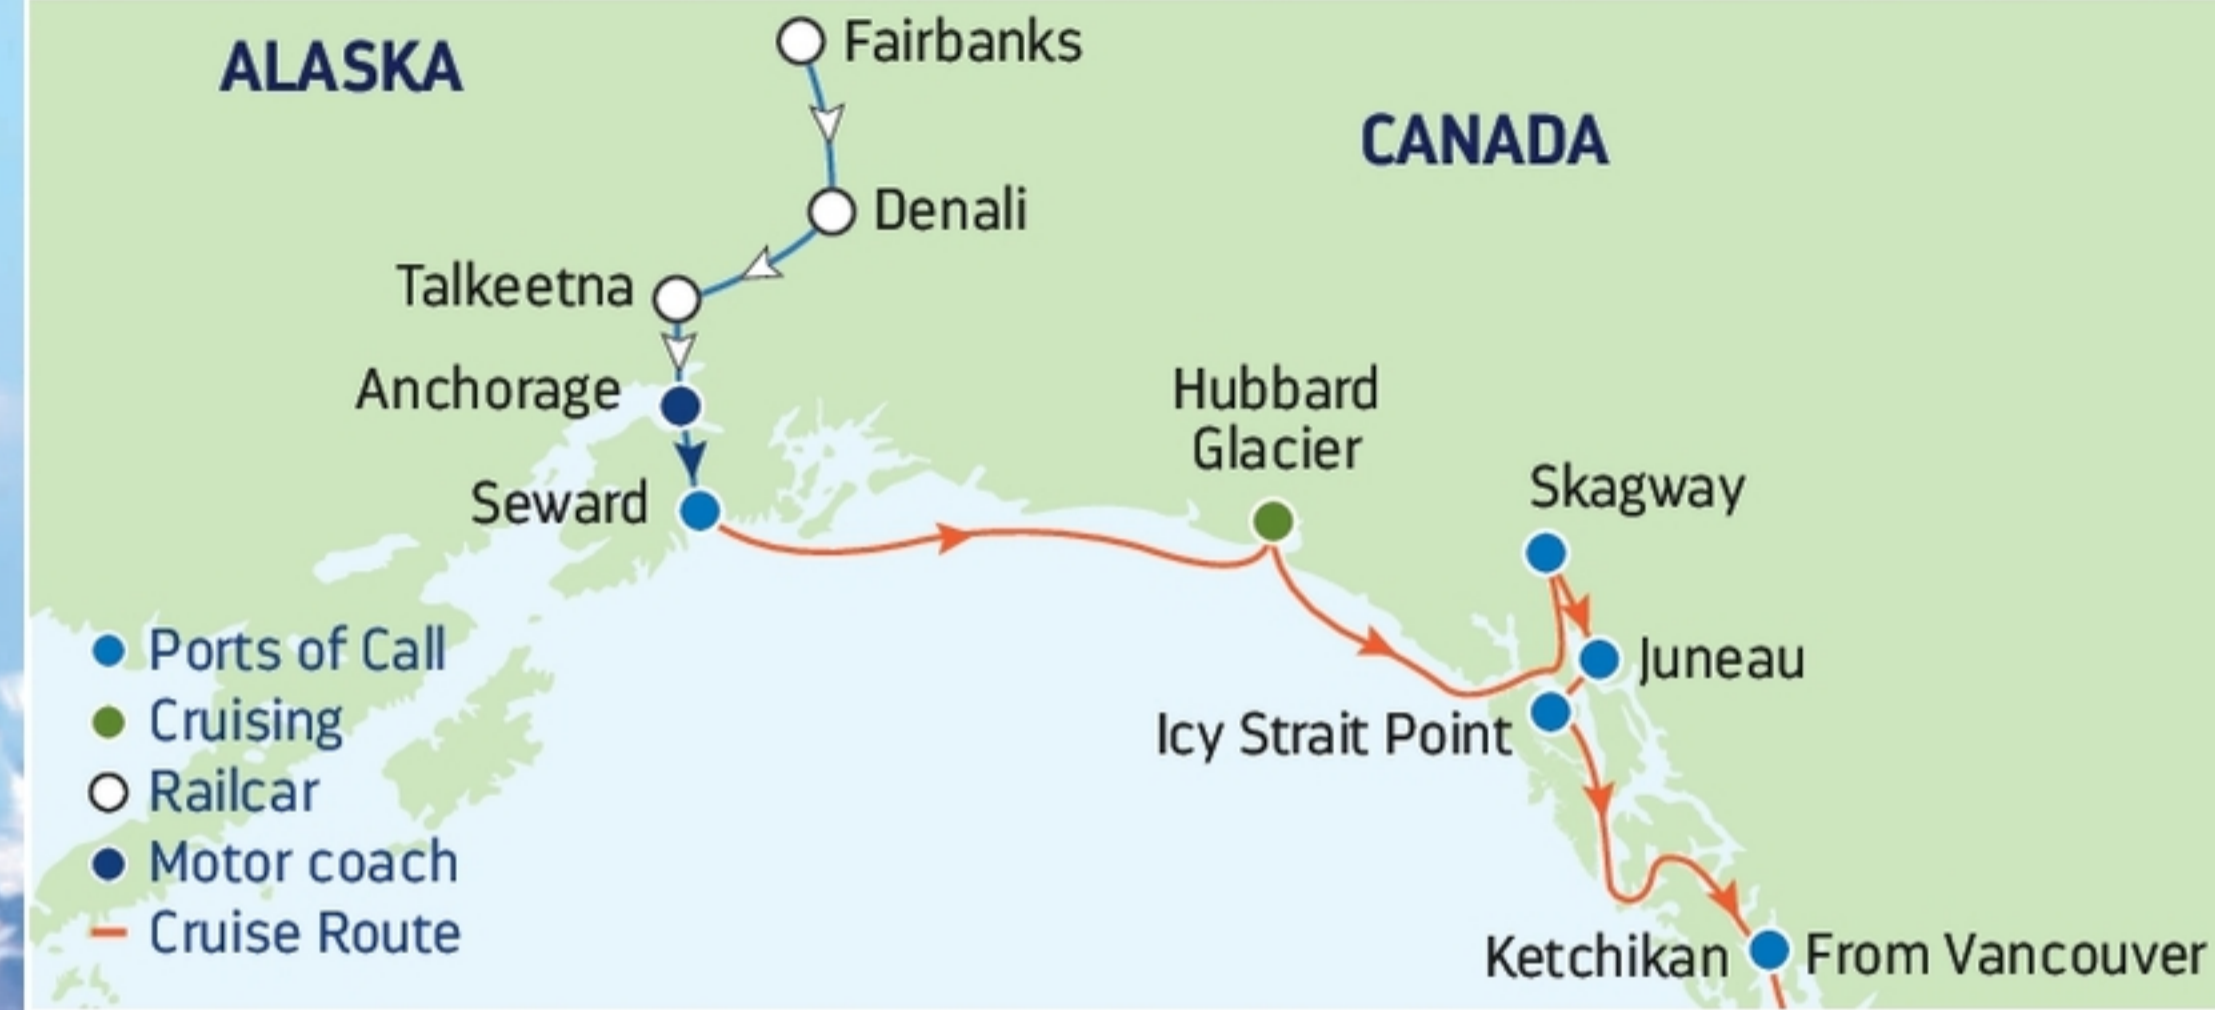 ALASKA
Fairbanks
CANADA
Denali
Talkeetna
Anchorage
Hubbard
Glacier
Seward
Skagway
Juneau
Icy Strait Point
Ports of Call
Cruising
Railcar
Motor coach
Cruise Route
Ketchikan
From Vancouver